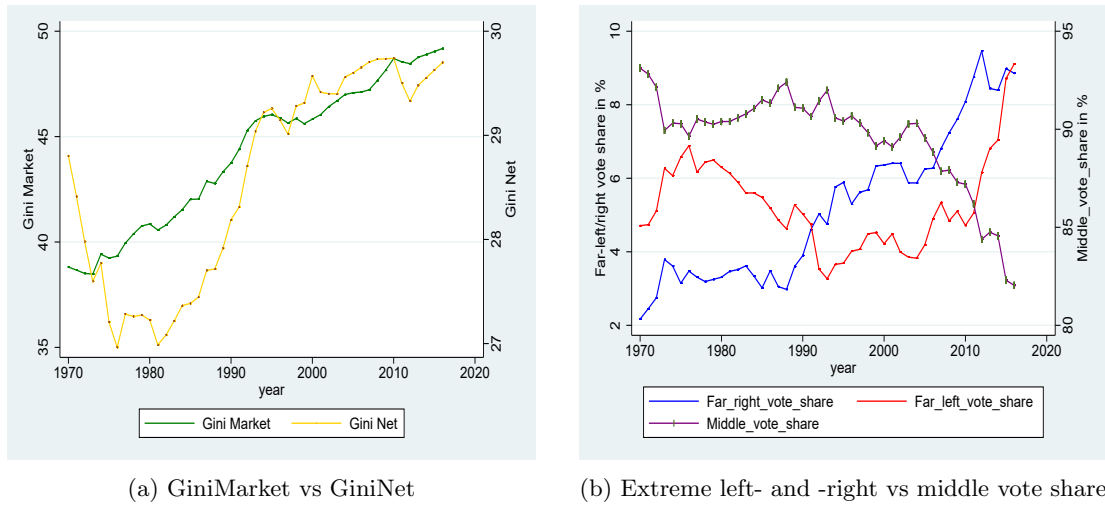 50
45
40
35
Gini Market
30
29
28
27
Gini Net
1970
1980
1990
2000
2010
2020
year
Gini Market
Gini Net
(a) GiniMarket vs GiniNet
10
8
6
4
2
Far-left/right vote share in %
95
90
85
80
Middle_vote_share in %
1970
1980
1990
2000
2010
2020
year
Far_right_vote_share
Far_left_vote_share
Middle_vote_share
(b) Extreme left- and -right vs middle vote share